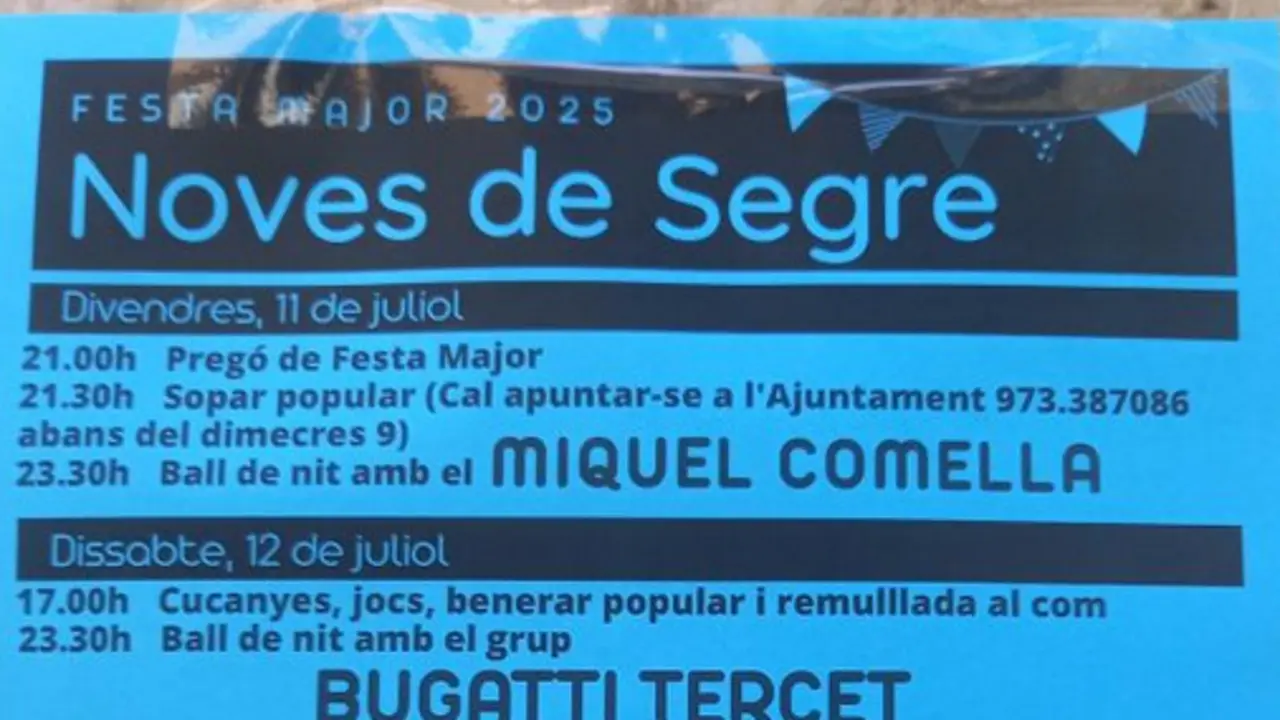 FESTA MAJOR 2025
Noves de Segre
Divendres, 11 de juliol
21.00h Pregó de Festa Major
21.30h Sopar popular (Cal apuntar-se a l'Ajuntament 973.387086
abans del dimecres 9)
23.30h Ball de nit amb el MIQUEL COMELLA
Dissabte, 12 de juliol
17.00h Cucanyes, jocs, benerar popular i remulllada al com
23.30h Ball de nit amb el grup
BUGATTI TERCET